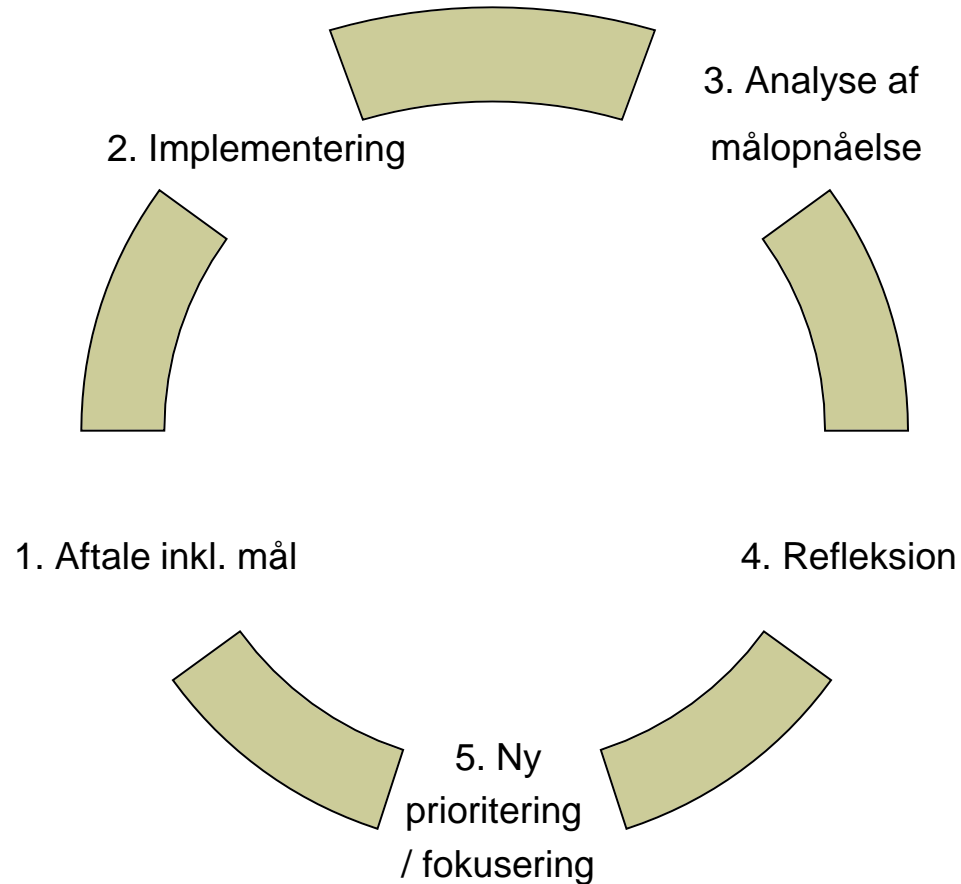 3. Analyse af
målopnåelse
2. Implementering
1. Aftale inkl. mål
4. Refleksion
5. Ny
prioritering
/ fokusering